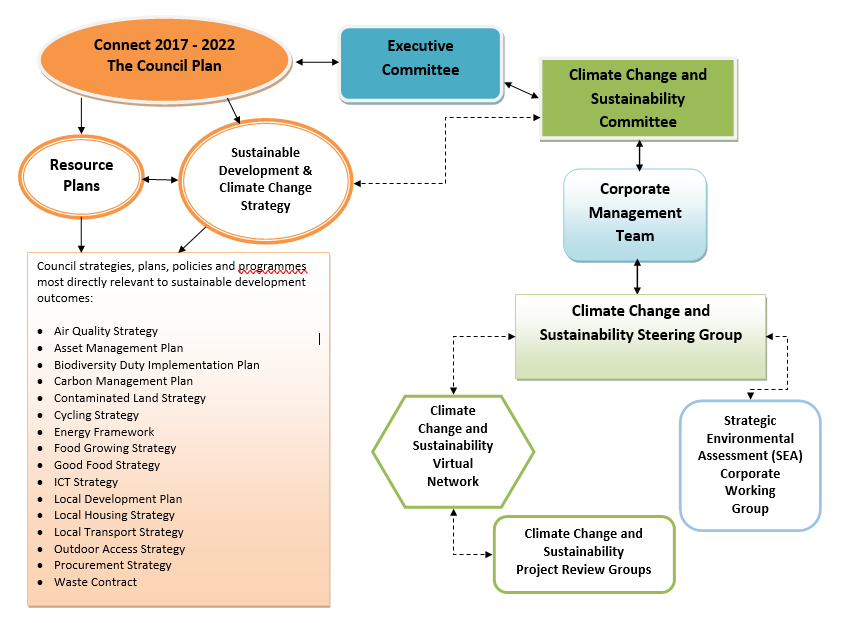 Connect 2017 - 2022
The Council Plan
Executive
Committee
Climate Change and
Sustainability
Committee
Resource
Plans
Sustainable
Development &
Climate Change
Strategy
Corporate
Management
Team
Council strategies, plans, policies and programmes
most directly relevant to sustainable development
outcomes:
• Air Quality Strategy
• Asset Management Plan
• Biodiversity Duty Implementation Plan
• Carbon Management Plan
• Contaminated Land Strategy
• Cycling Strategy
• Energy Framework
• Food Growing Strategy
• Good Food Strategy
• ICT Strategy
• Local Development Plan
• Local Housing Strategy
• Local Transport Strategy
• Outdoor Access Strategy
• Procurement Strategy
• Waste Contract
Climate Change and
Sustainability Steering Group
Climate
Change and
Sustainability
Virtual
Network
Strategic
Environmental
Assessment (SEA)
Corporate
Working
Group
Climate Change and
Sustainability
Project Review Groups